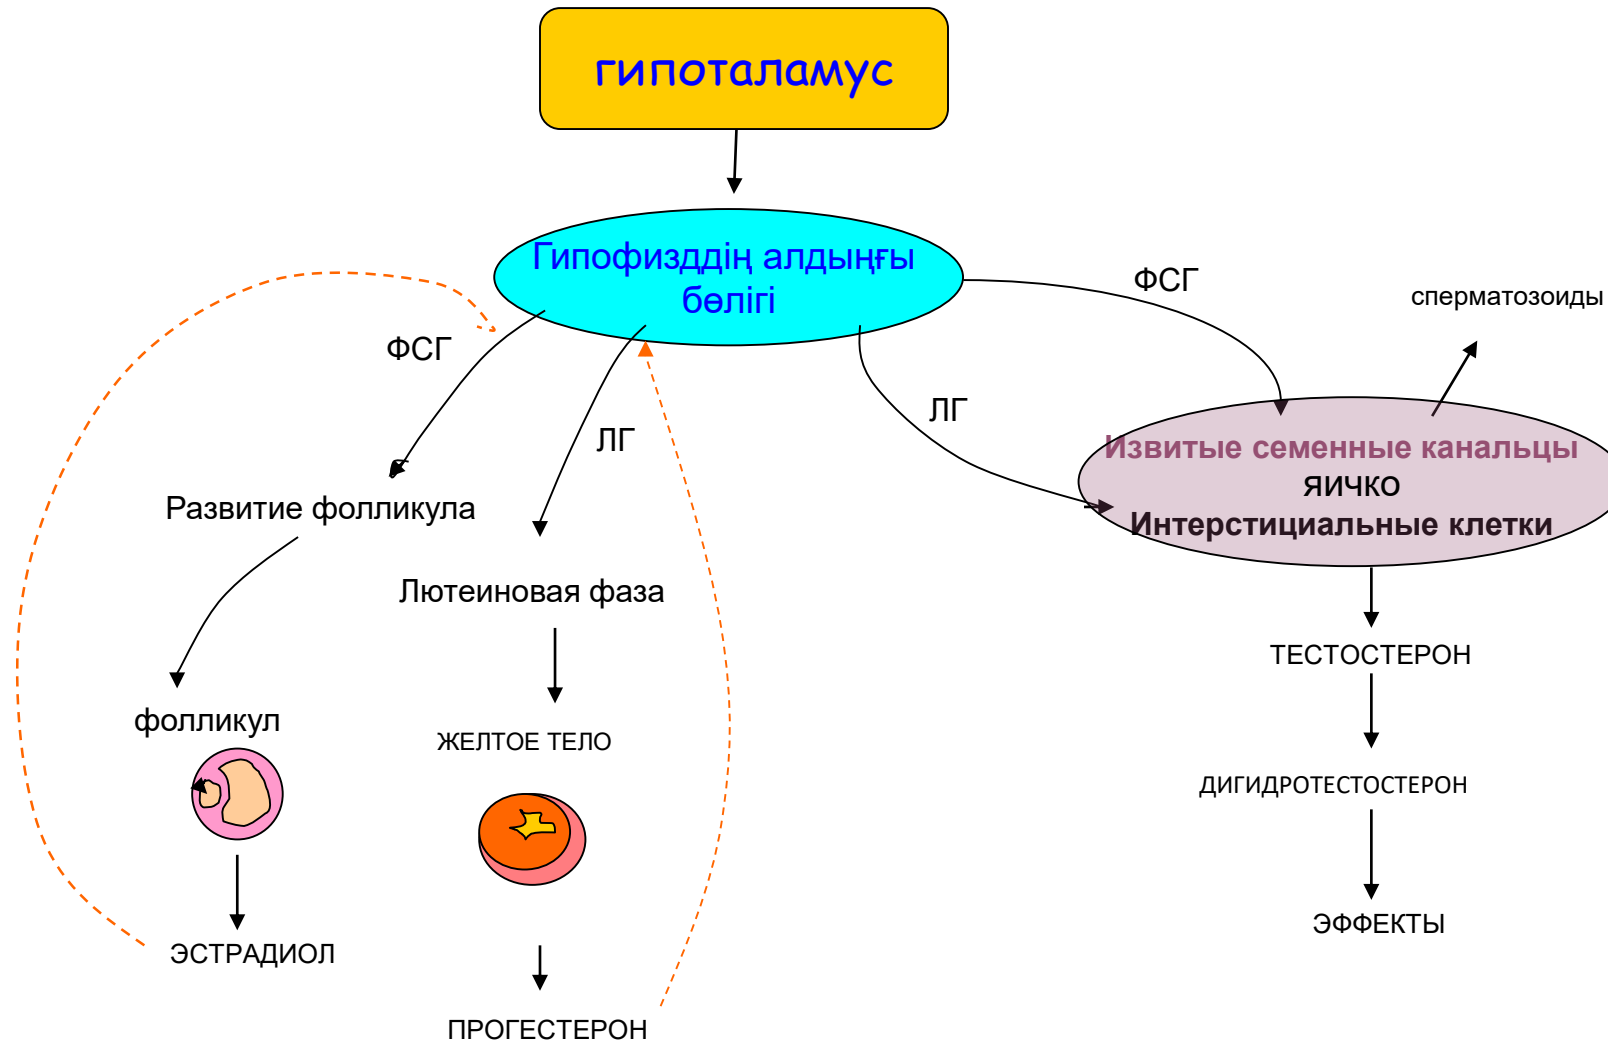 гипоталамус
Гипофизддің алдыңғы
бөлігі
ФСГ
сперматозоиды
ФСГ
ЛГ
ЛГ
Извитые семенные канальцы
яичко
Интерстициальные клетки
Развитие фолликула
Лютеиновая фаза
ТЕСТОСТЕРОН
фолликул
ЖЕЛТОЕ ТЕЛО
ДИГИДРОТЕСТОСТЕРОН
ЭФФЕКТЫ
ЭСТРАДИОЛ
ПРОГЕСТЕРОН